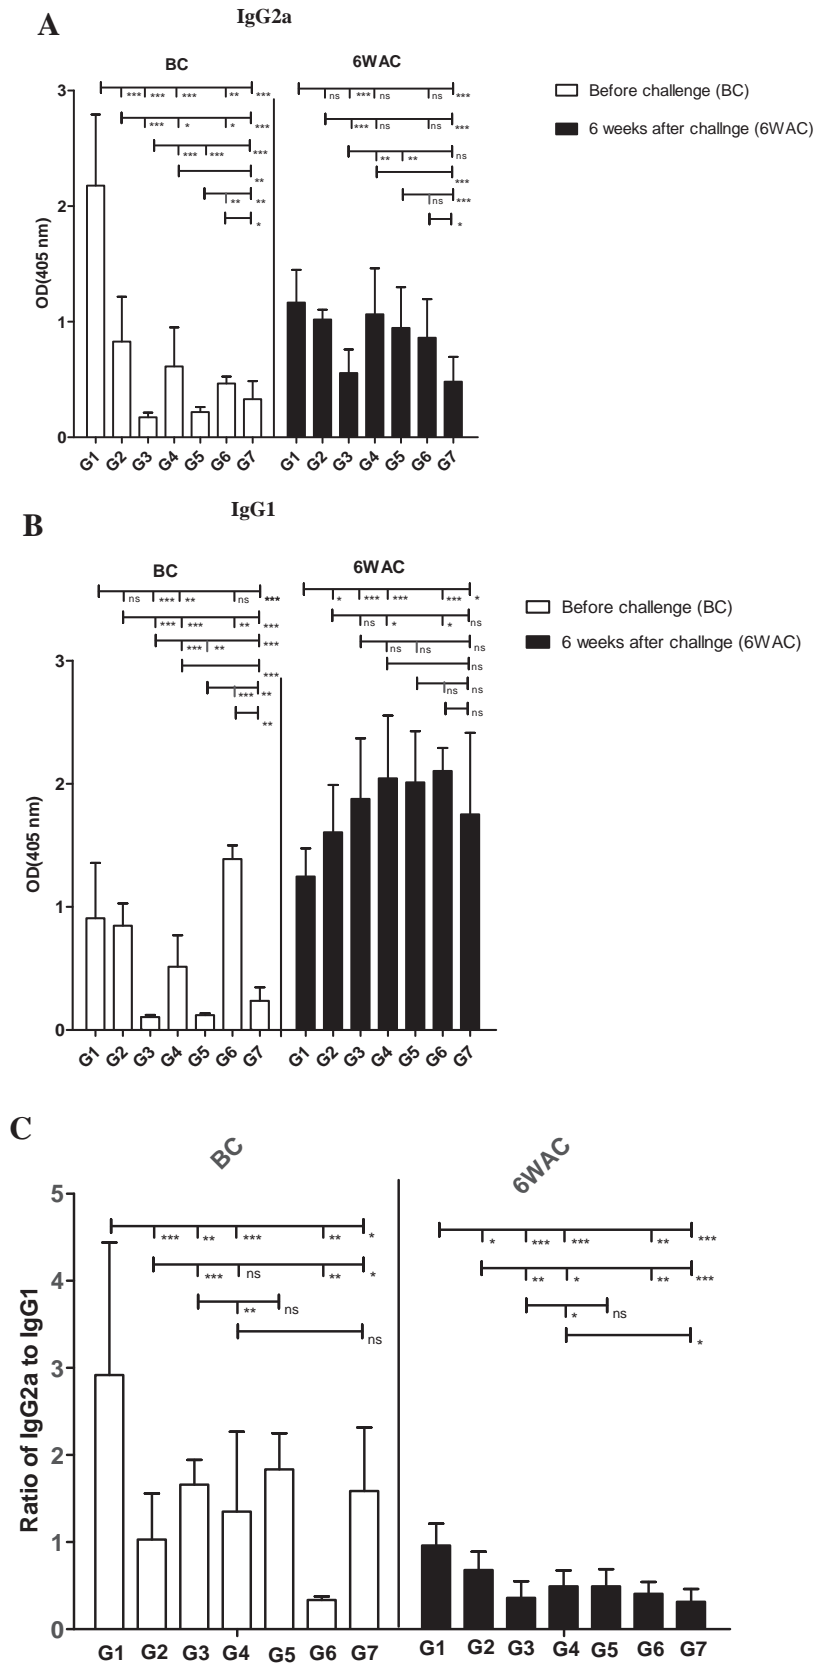 A
IgG2a
BC
6WAC
Before challenge (BC)
6 weeks after challnge (6WAC)
OD(405 nm)
3
2
1
0
*** *** *** ** ***
*** * * ***
*** *** ***
**
** **
*
ns *** ns ns ***
*** ns ns ***
** ** ns
***
ns ***
*
G1 G2 G3 G4 G5 G6 G7
G1 G2 G3 G4 G5 G6 G7
B
IgG1
BC
6WAC
Before challenge (BC)
6 weeks after challnge (6WAC)
OD(405 nm)
3
2
1
0
ns *** ** ns ***
*** *** ** ***
*** ** ***
***
*** **
**
* *** *** *** *
ns * * ns
ns ns ns
ns
ns ns
ns
G1 G2 G3 G4 G5 G6 G7
G1 G2 G3 G4 G5 G6 G7
C
BC
6WAC
Ratio of IgG2a to IgG1
5
4
3
2
1
0
*** ** *** ** *
*** ns ** *
** ns
ns
* *** *** ** ***
** * ** ***
* ns
*
G1 G2 G3 G4 G5 G6 G7
G1 G2 G3 G4 G5 G6 G7